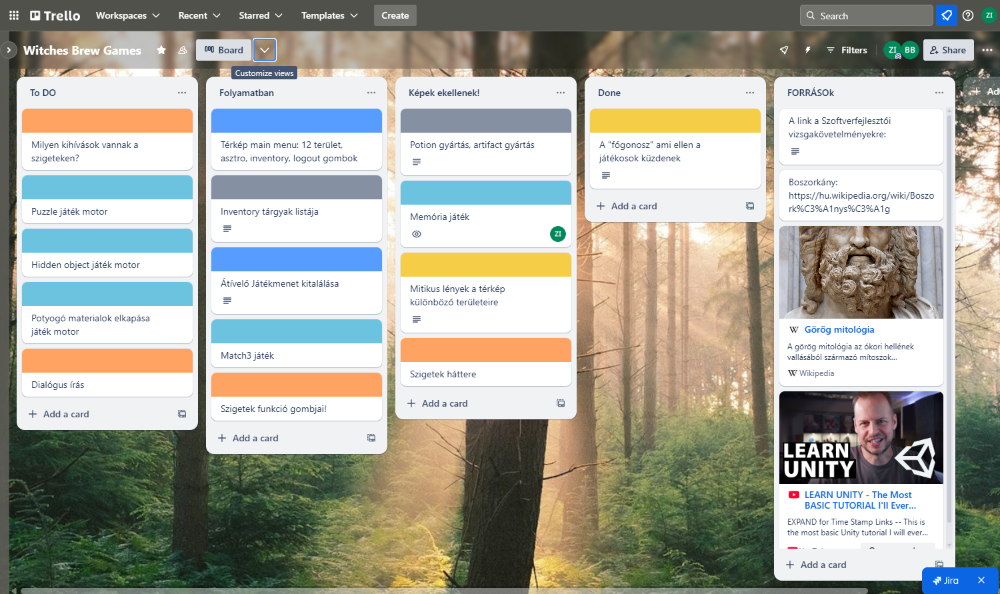 Trello
Workspaces
Recent
Starred
Templates
Create
Search
ZI
Witches Brew Games
Board
Filters
ZI
BB
Share
Customize views
To DO
Milyen kihívások vannak a
szigeteken?
Puzzle játék motor
Hidden object játék motor
Potyogó materialok elkapása
játék motor
Dialógus írás
Add a card
Folyamatban
Térkép main menu: 12 terület,
asztro, inventory, logout gombok
Inventory tárgyak listája
Átívelő Játékmenet kitalálása
Match3 játék
Szigetek funkció gombjai!
Add a card
Képek ekellenek!
Potion gyártás, artifact gyártás
Memória játék
ZI
Mitikus lények a térkép
különböző területeire
Szigetek háttere
Add a card
Done
A "főgonosz" ami ellen a
játékosok küzdenek
Add a card
FORRÁSOk
A link a Szoftverfejlesztői
vizsgakövetelményekre:
Boszorkány:
https://hu.wikipedia.org/wiki/Boszo
rk%C3%A1nys%C3%A1g
W Görög mitológia
A görög mitológia az ókori hellének
vallásából származó mítoszok...
W Wikipedia
LEARN
UNITY
LEARN UNITY - The Most
BASIC TUTORIAL I'll Ever...
EXPAND for Time Stamp Links -- This is
the most basic Unity tutorial I will ever...
Add a card
Jira